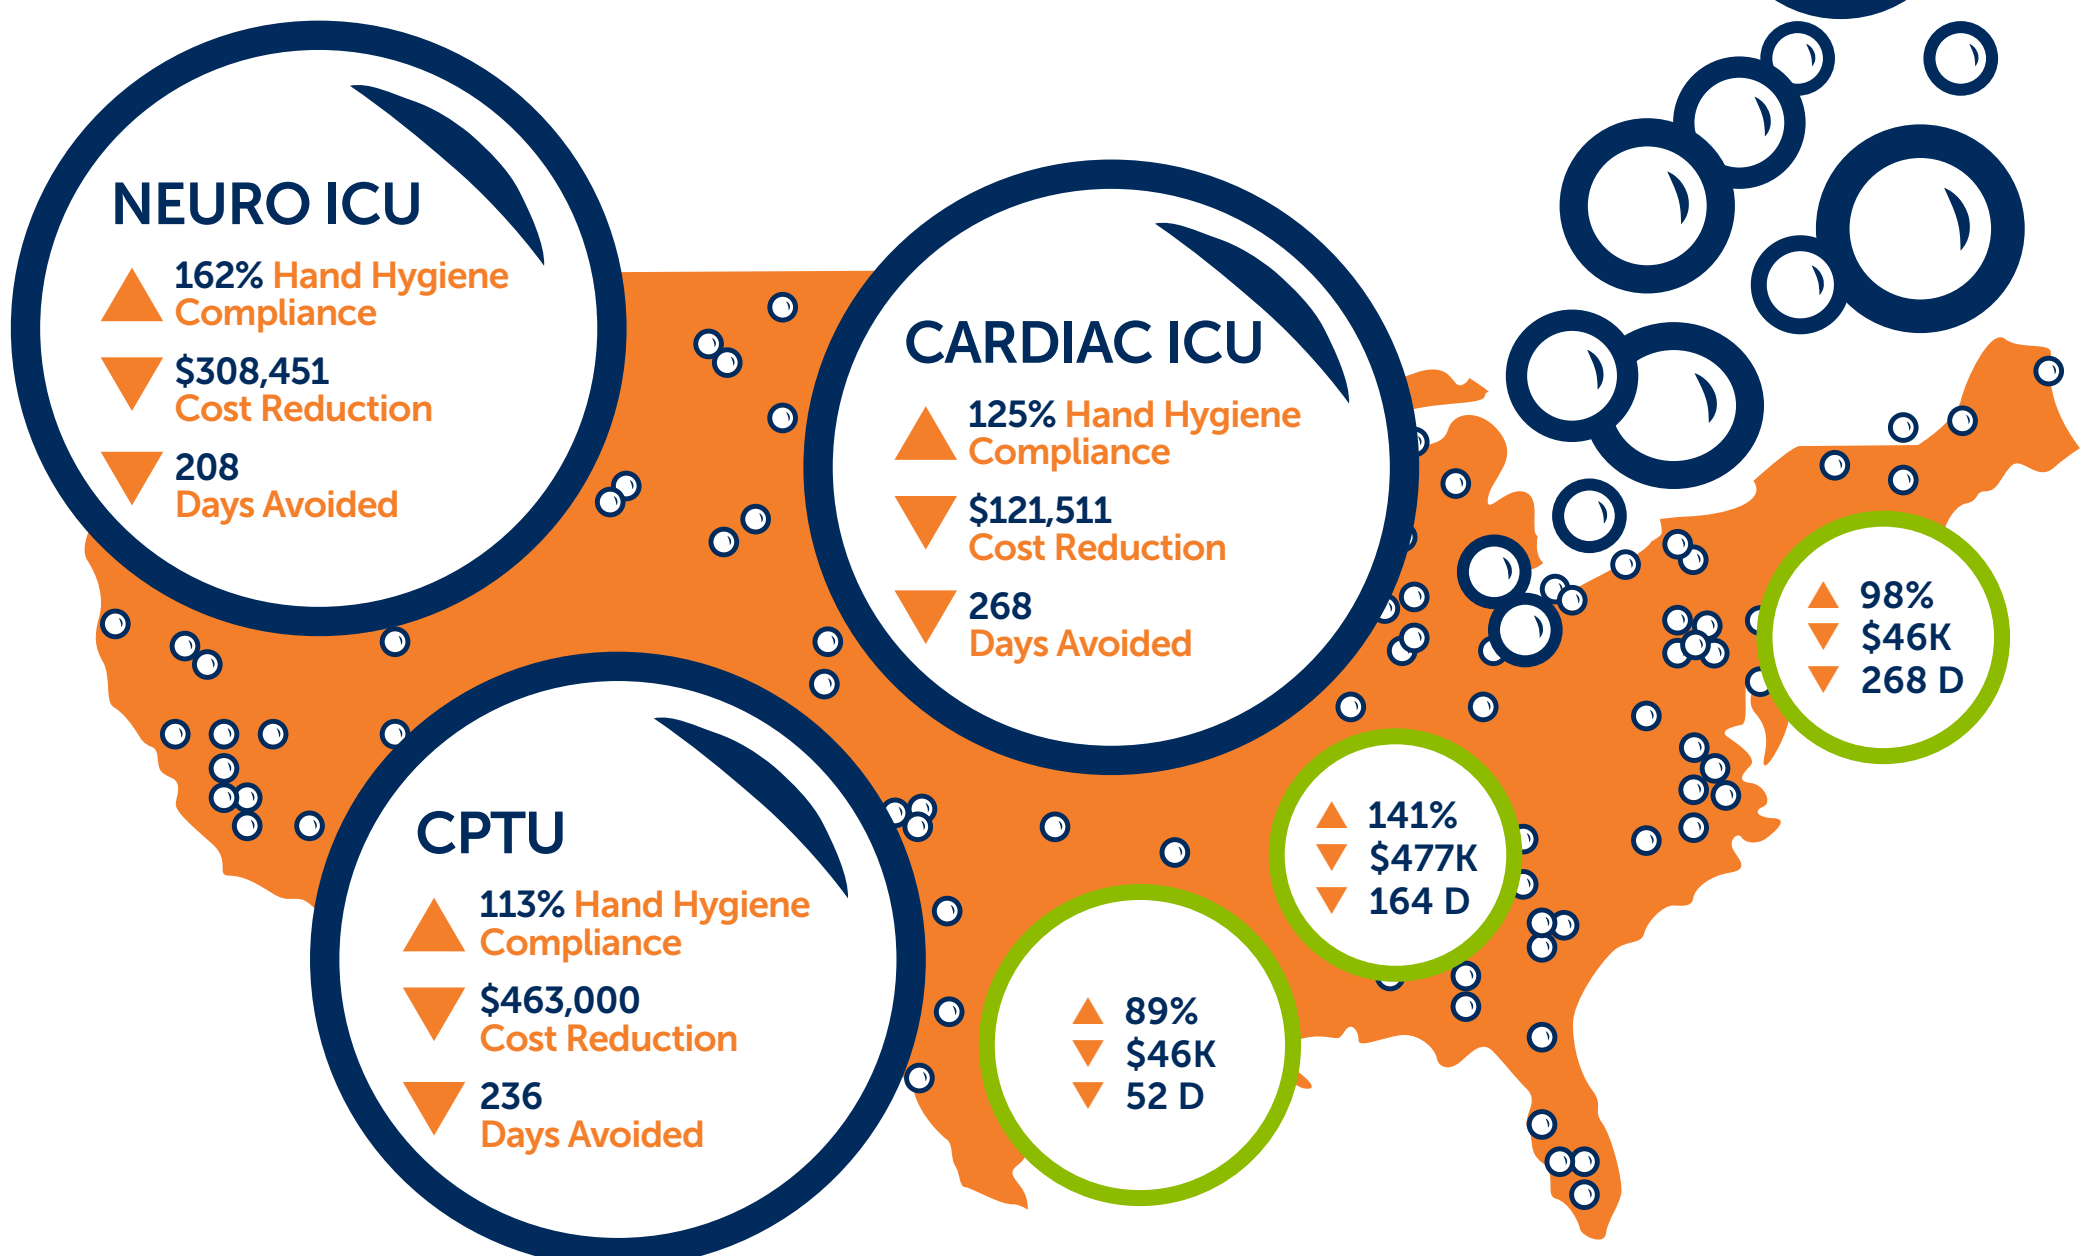 NEURO ICU
162% Hand Hygiene
Compliance
$308,451
Cost Reduction
208
Days Avoided
CARDIAC ICU
125% Hand Hygiene
Compliance
$121,511
Cost Reduction
268
Days Avoided
CPTU
113% Hand Hygiene
Compliance
$463,000
Cost Reduction
236
Days Avoided
98%
$46K
268 D
141%
$477K
164 D
89%
$46K
52 D